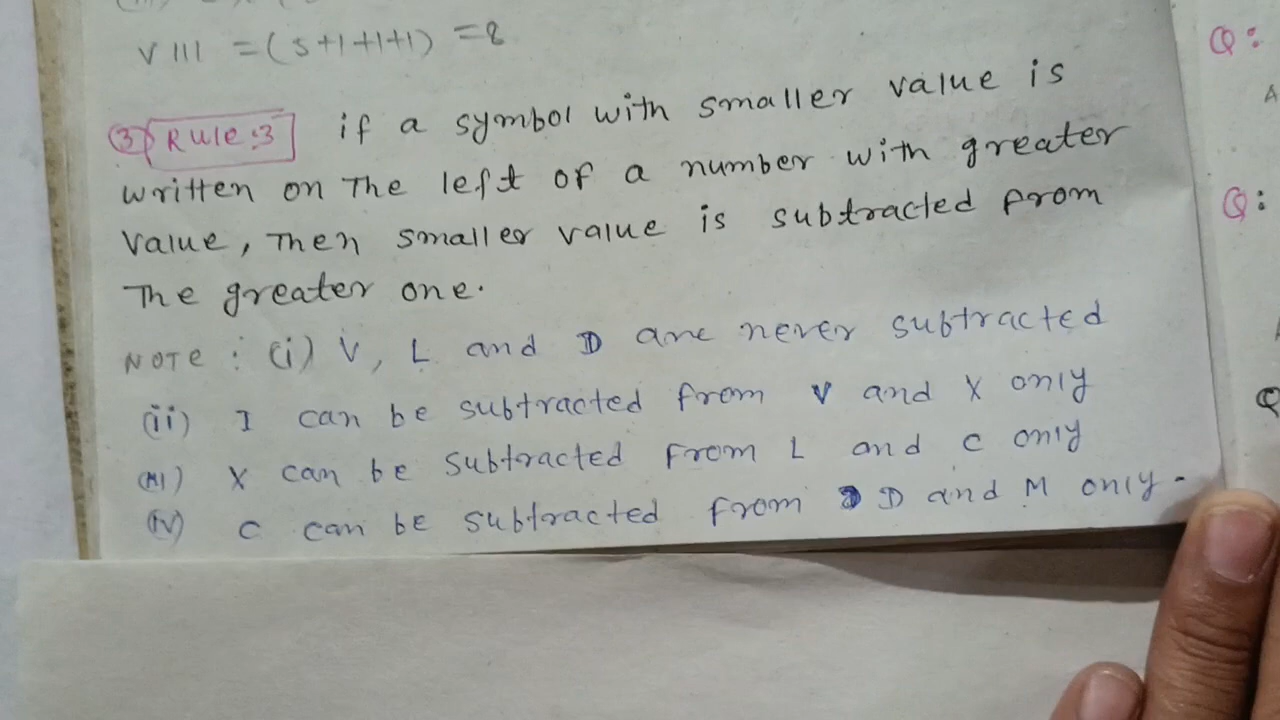 VIII = (5+1+1+1) = 8
Q:
A
③ Rule:3 if a symbol with smaller value is
written on The left of a number with greater
value, Then smaller value is subtracted from
The greater one.
Q:
NOTE : (i) V, L and D are never subtracted
(ii) I can be subtracted from V and X only
(iii) X can be subtracted from L and C only
(iv) C can be subtracted from D and M only.
Q